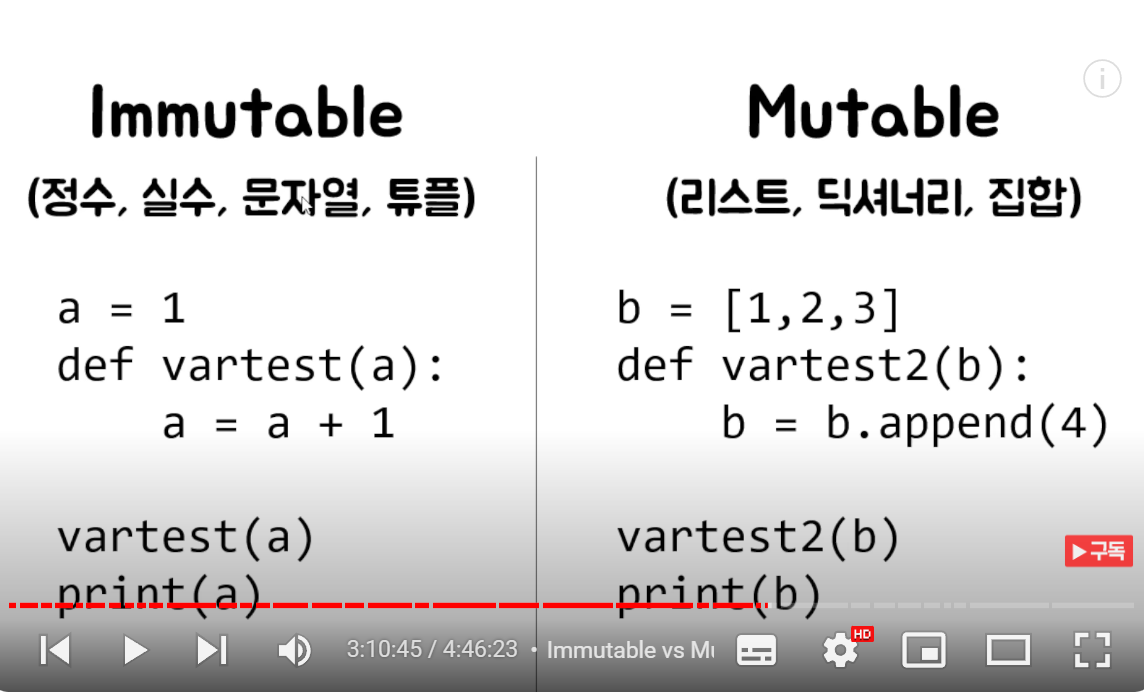 Immutable
(정수, 실수, 문자열, 튜플)
a = 1
def vartest(a):
    a = a + 1
vartest(a)
print(a)
Mutable
(리스트, 딕셔너리, 집합)
b = [1,2,3]
def vartest2(b):
    b = b.append(4)
vartest2(b)
print(b)
구독
3:10:45 / 4:46:23 • Immutable vs
HD